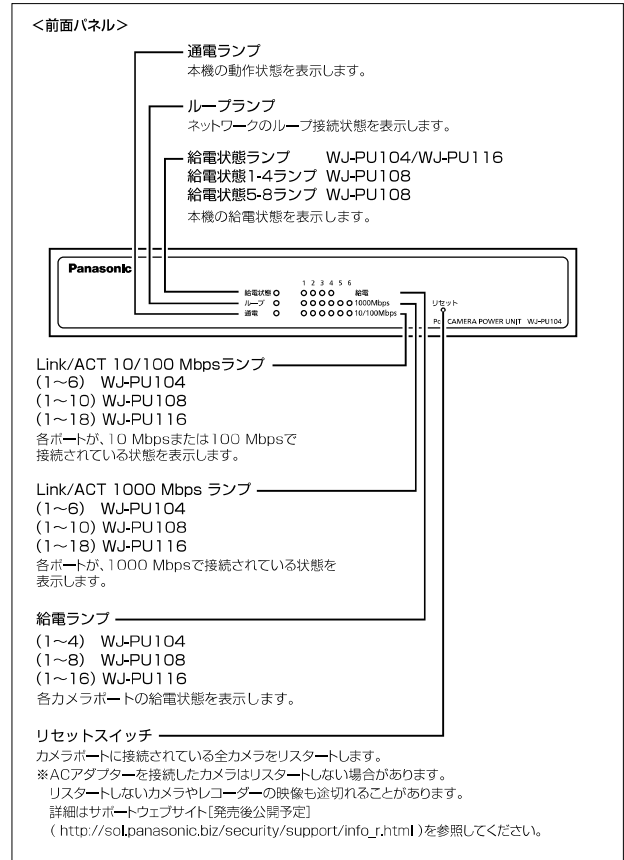 <前面パネル>
通電ランプ
本機の動作状態を表示します。
ループランプ
ネットワークのループ接続状態を表示します。
給電状態ランプ WJ-PU104/WJ-PU116
給電状態1-4ランプ WJ-PU108
給電状態5-8ランプ WJ-PU108
本機の給電状態を表示します。
Panasonic
1 2 3 4 5 6
給電状態 給電
ループ 1000Mbps
通電 10/100Mbps
リセット
PoE CAMERA POWER UNIT WJ-PU104
Link/ACT 10/100 Mbpsランプ
(1~6) WJ-PU104
(1~10) WJ-PU108
(1~18) WJ-PU116
各ポートが、10 Mbpsまたは100 Mbpsで
接続されている状態を表示します。
Link/ACT 1000 Mbps ランプ
(1~6) WJ-PU104
(1~10) WJ-PU108
(1~18) WJ-PU116
各ポートが、1000 Mbpsで接続されている状態を
表示します。
給電ランプ
(1~4) WJ-PU104
(1~8) WJ-PU108
(1~16) WJ-PU116
各カメラポートの給電状態を表示します。
リセットスイッチ
カメラポートに接続されている全カメラをリスタートします。
※ACアダプターを接続したカメラはリスタートしない場合があります。
リスタートしないカメラやレコーダーの映像も途切れることがあります。
詳細はサポートウェブサイト[発売後公開予定]
( http://sol.panasonic.biz/security/support/info_r.html )を参照してください。